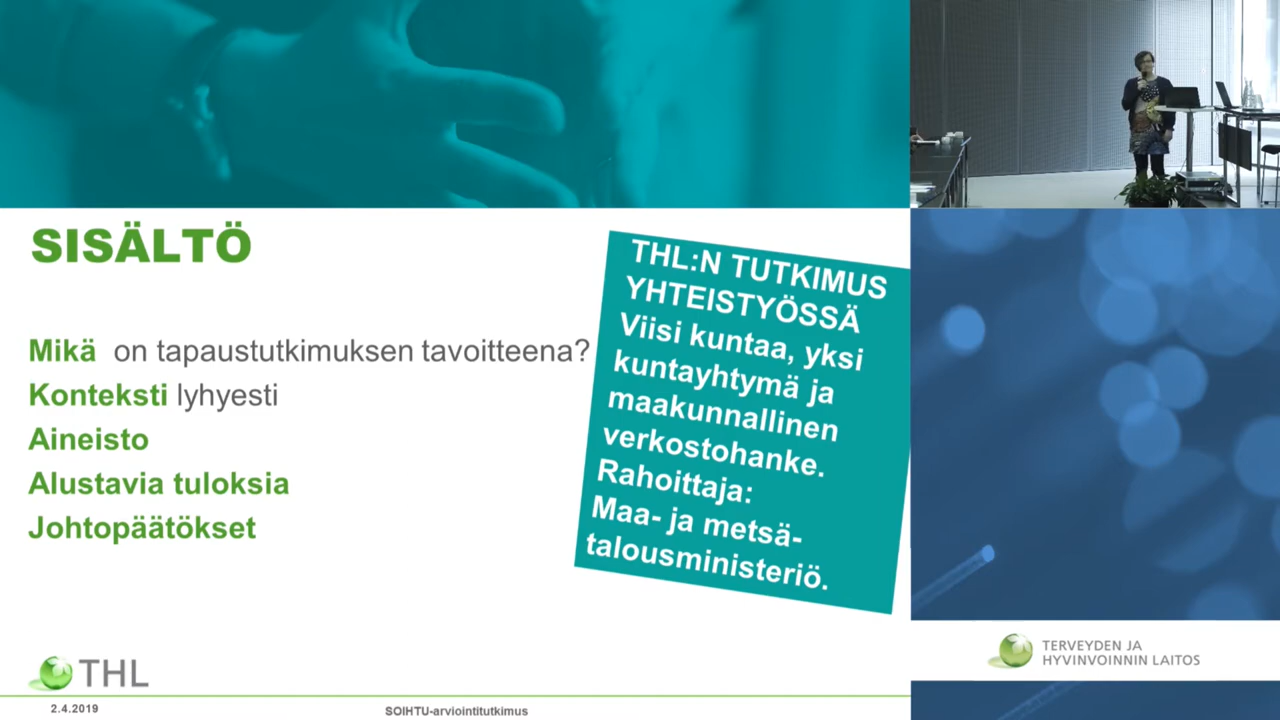 SISÄLTÖ
Mikä on tapaustutkimuksen tavoitteena?
Konteksti lyhyesti
Aineisto
Alustavia tuloksia
Johtopäätökset
THL:N TUTKIMUS
YHTEISTYÖSSÄ
Viisi kuntaa, yksi
kuntayhtymä ja
maakunnallinen
verkostohanke.
Rahoittaja:
Maa- ja metsä-
talousministeriö.
THL
2.4.2019
SOIHTU-arviointitutkimus
TERVEYDEN JA
HYVINVOINNIN LAITOS